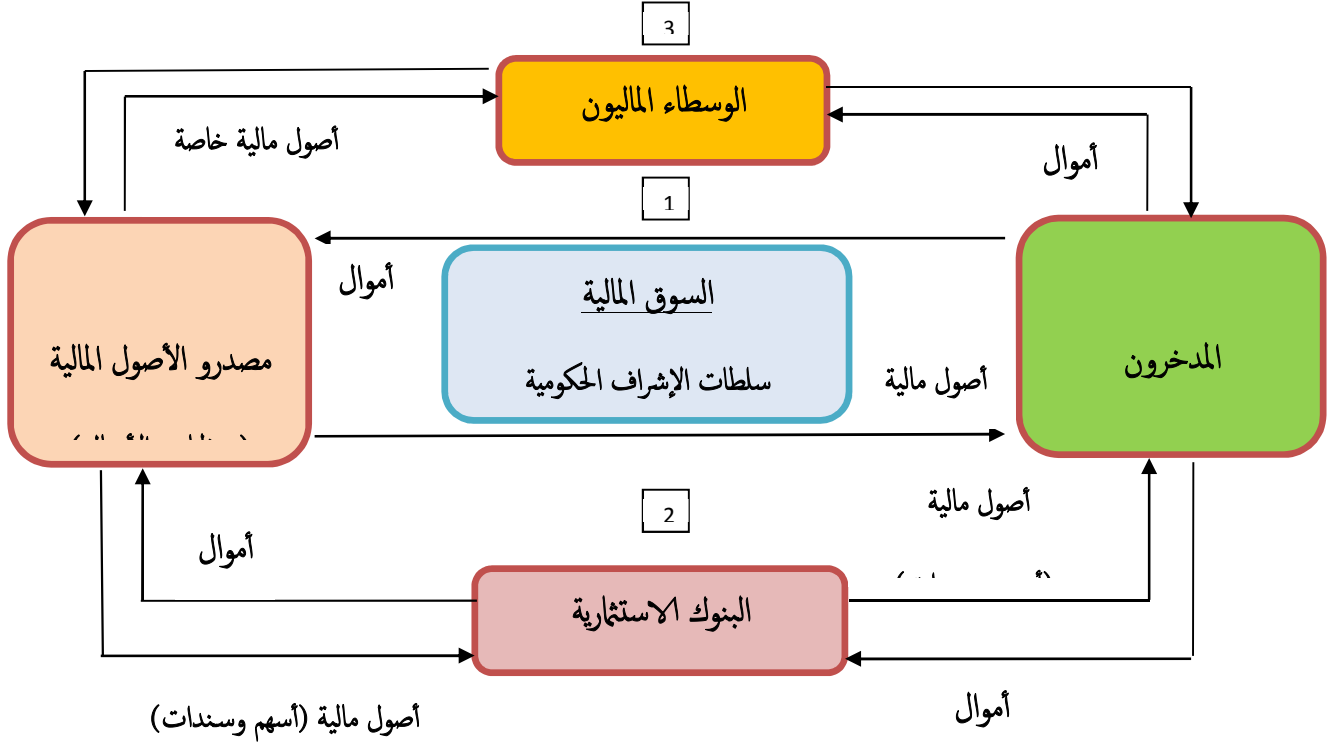 3
الوسطاء الماليون
أصول مالية خاصة
أموال
1
أموال
السوق المالية
سلطات الإشراف الحكومية
المدخرون
مصدرو الأصول المالية
أصول مالية
أصول مالية
2
أموال
البنوك الاستثمارية
أموال
أصول مالية (أسهم وسندات)